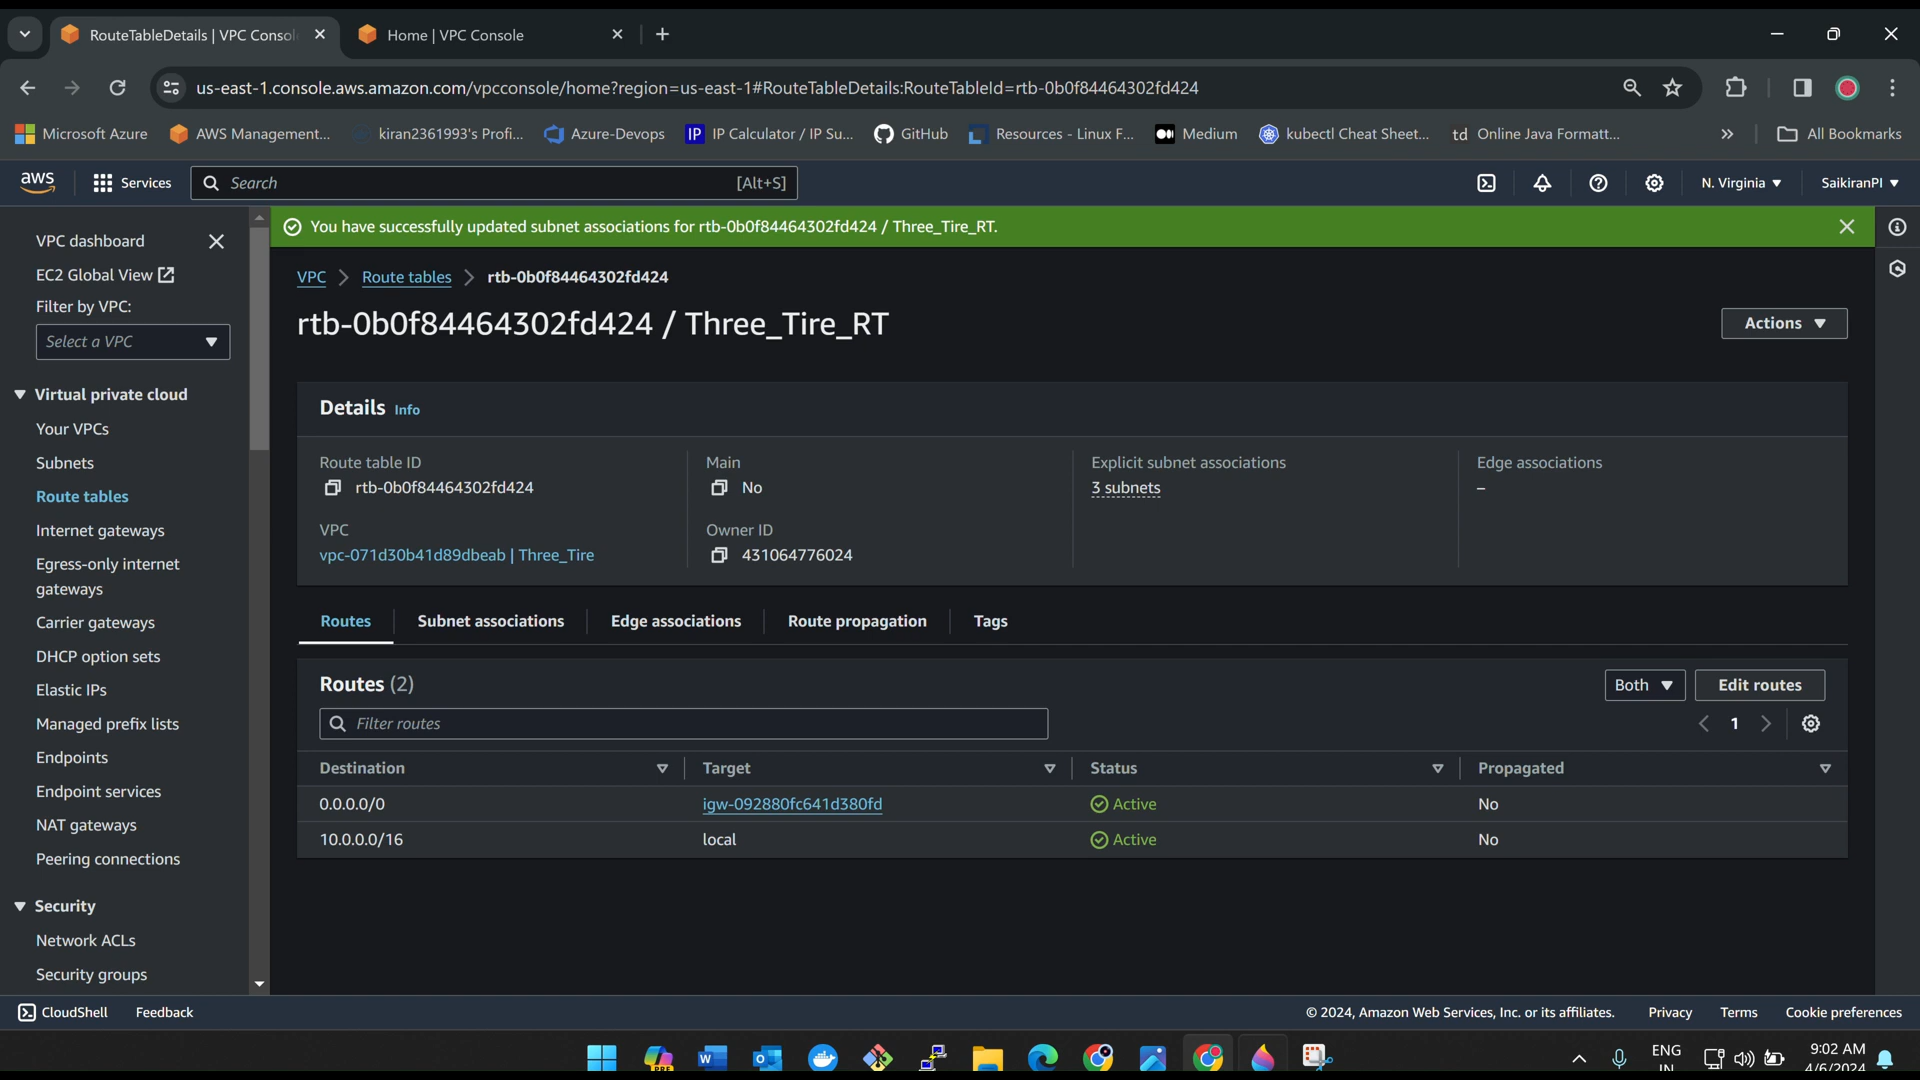 RouteTableDetails | VPC Consol
Home | VPC Console
us-east-1.console.aws.amazon.com/vpcconsole/home?region=us-east-1#RouteTableDetails:RouteTableId=rtb-0b0f84464302fd424
Microsoft Azure
AWS Management...
kiran2361993's Profi...
Azure-Devops
IP
IP Calculator / IP Su...
GitHub
Resources - Linux F...
Medium
kubectl Cheat Sheet...
td
Online Java Formatt...
All Bookmarks
aws
Services
Search
[Alt+S]
N. Virginia
SaikiranPI
VPC dashboard
EC2 Global View
Filter by VPC:
Select a VPC
Virtual private cloud
Your VPCs
Subnets
Route tables
Internet gateways
Egress-only internet
gateways
Carrier gateways
DHCP option sets
Elastic IPs
Managed prefix lists
Endpoints
Endpoint services
NAT gateways
Peering connections
Security
Network ACLs
Security groups
You have successfully updated subnet associations for rtb-0b0f84464302fd424 / Three_Tire_RT.
VPC
Route tables
rtb-0b0f84464302fd424
rtb-0b0f84464302fd424 / Three_Tire_RT
Actions
Details Info
Route table ID
rtb-0b0f84464302fd424
Main
No
Explicit subnet associations
3 subnets
Edge associations
–
VPC
vpc-071d30b41d89dbeab | Three_Tire
Owner ID
431064776024
Routes
Subnet associations
Edge associations
Route propagation
Tags
Routes (2)
Both
Edit routes
Filter routes
1
Destination Target Status Propagated
0.0.0.0/0 igw-092880fc641d380fd Active No
10.0.0.0/16 local Active No
CloudShell
Feedback
© 2024, Amazon Web Services, Inc. or its affiliates.
Privacy
Terms
Cookie preferences
ENG
IN
9:02 AM
4/6/2024